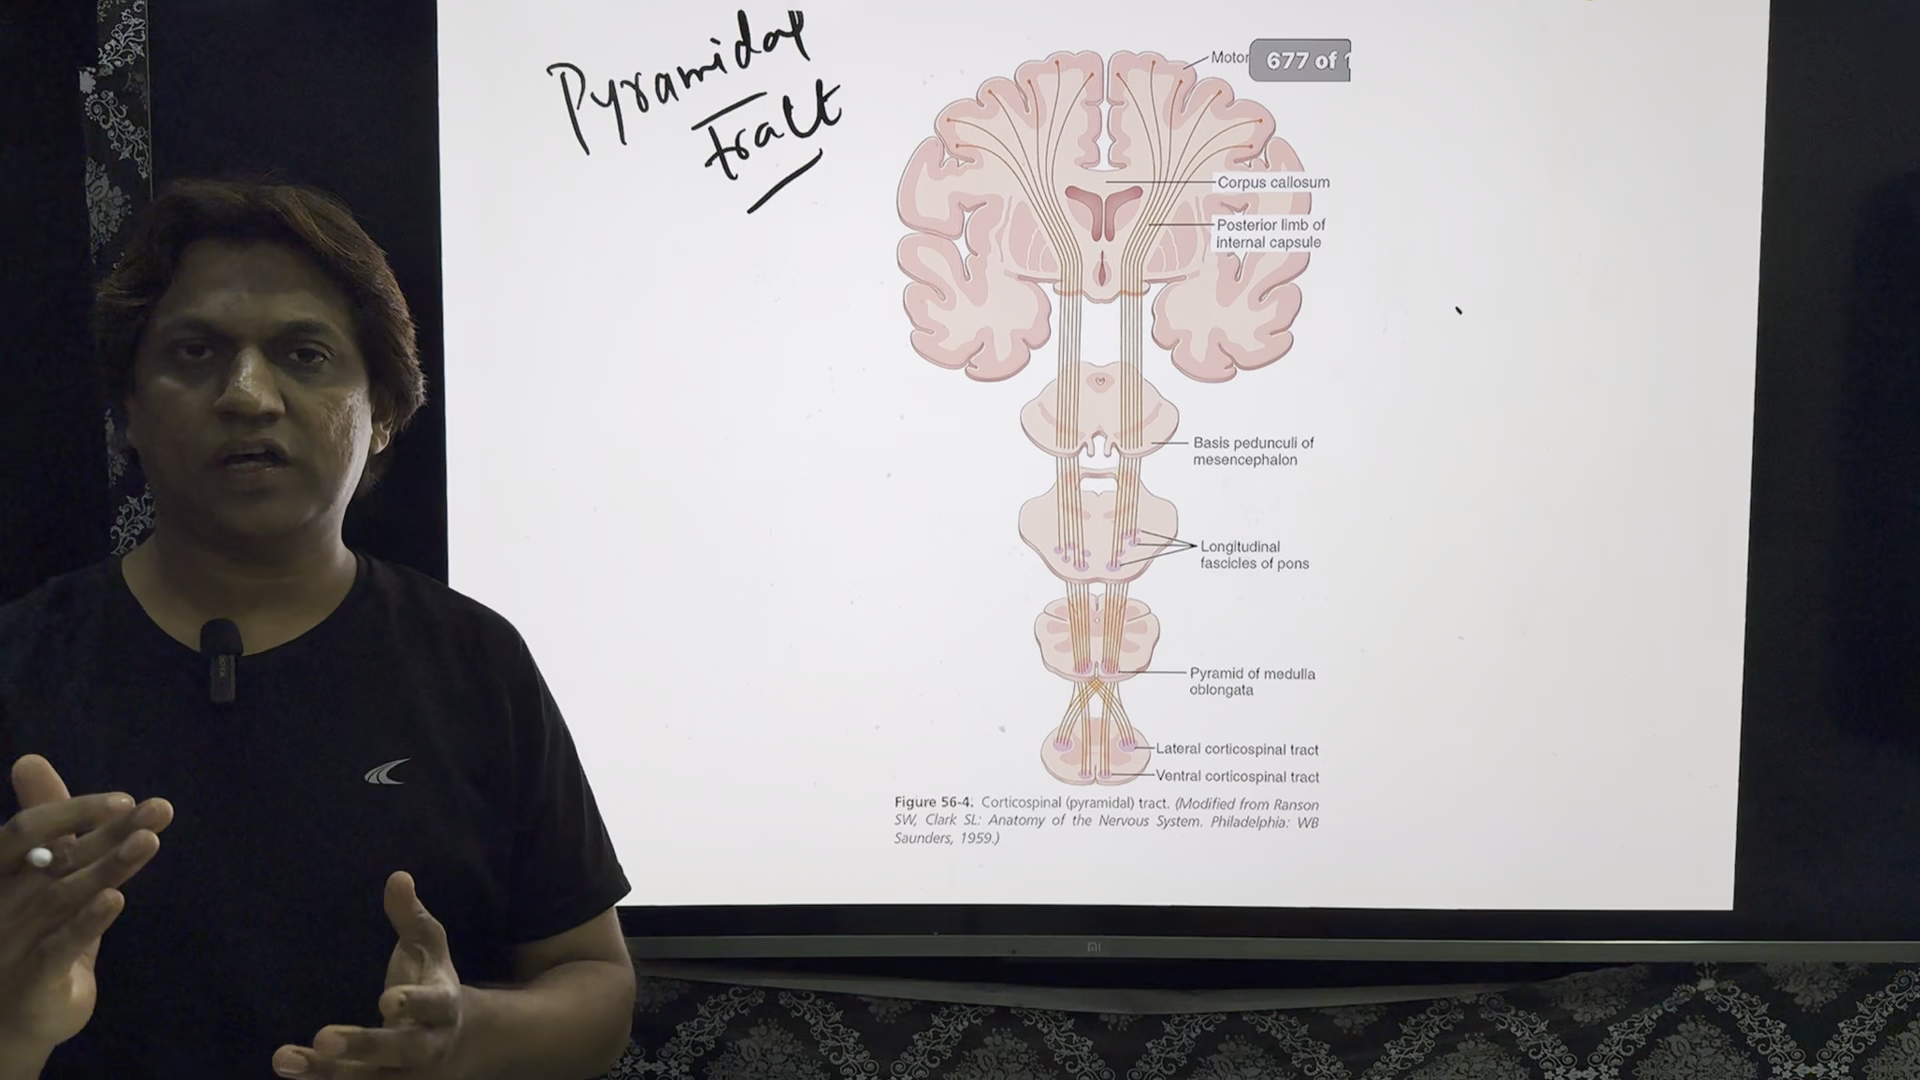 Pyramidal
Tract
Motor
677 of 1
Corpus callosum
Posterior limb of
internal capsule
Basis pedunculi of
mesencephalon
Longitudinal
fascicles of pons
Pyramid of medulla
oblongata
Lateral corticospinal tract
Ventral corticospinal tract
Figure 56-4. Corticospinal (pyramidal) tract. (Modified from Ranson
SW, Clark SL: Anatomy of the Nervous System. Philadelphia: WB
Saunders, 1959.)
mi